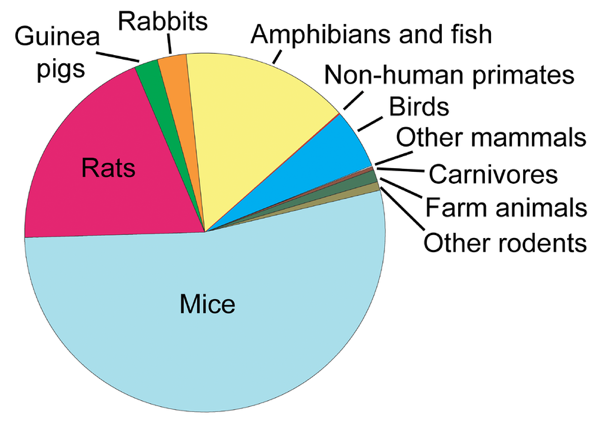 Rabbits
Guinea
pigs
Amphibians and fish
Non-human primates
Birds
Other mammals
Carnivores
Farm animals
Other rodents
Rats
Mice